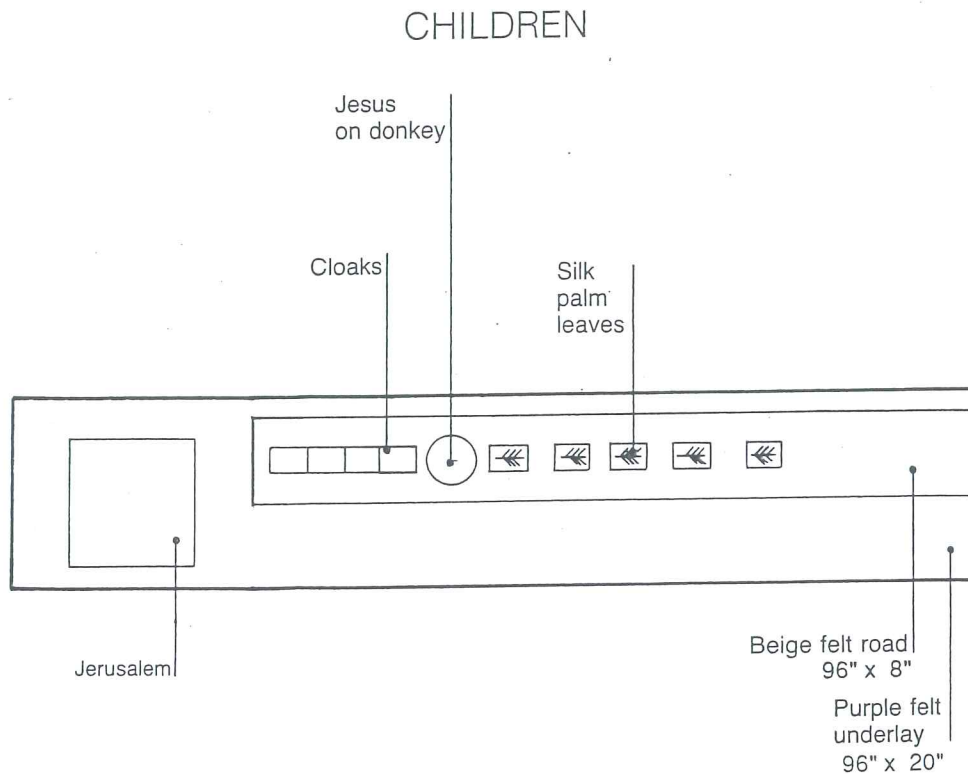 CHILDREN
Jesus
on donkey
Cloaks
Silk
palm
leaves
Jerusalem
Beige felt road
96" x 8"
Purple felt
underlay
96" x 20"